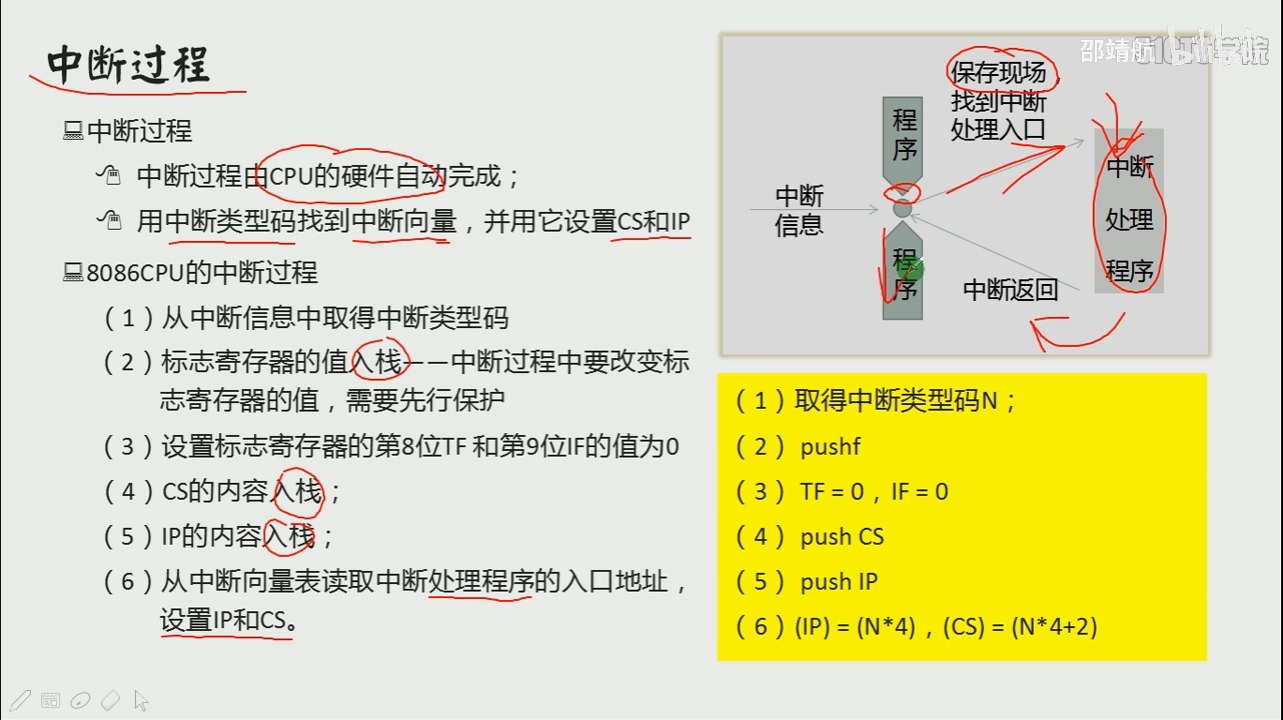 中断过程
中断过程
中断过程由CPU的硬件自动完成；
用中断类型码找到中断向量，并用它设置CS和IP
8086CPU的中断过程
（1）从中断信息中取得中断类型码
（2）标志寄存器的值入栈——中断过程中要改变标
志寄存器的值，需要先行保护
（3）设置标志寄存器的第8位TF 和第9位IF的值为0
（4）CS的内容入栈；
（5）IP的内容入栈；
（6）从中断向量表读取中断处理程序的入口地址，
设置IP和CS。
邵靖航
保存现场，
找到中断
处理入口
程
序
中断
信息
中断
处理
程序
程
序
中断返回
（1）取得中断类型码N；
（2） pushf
（3） TF = 0，IF = 0
（4） push CS
（5） push IP
（6）(IP) = (N*4)，(CS) = (N*4+2)